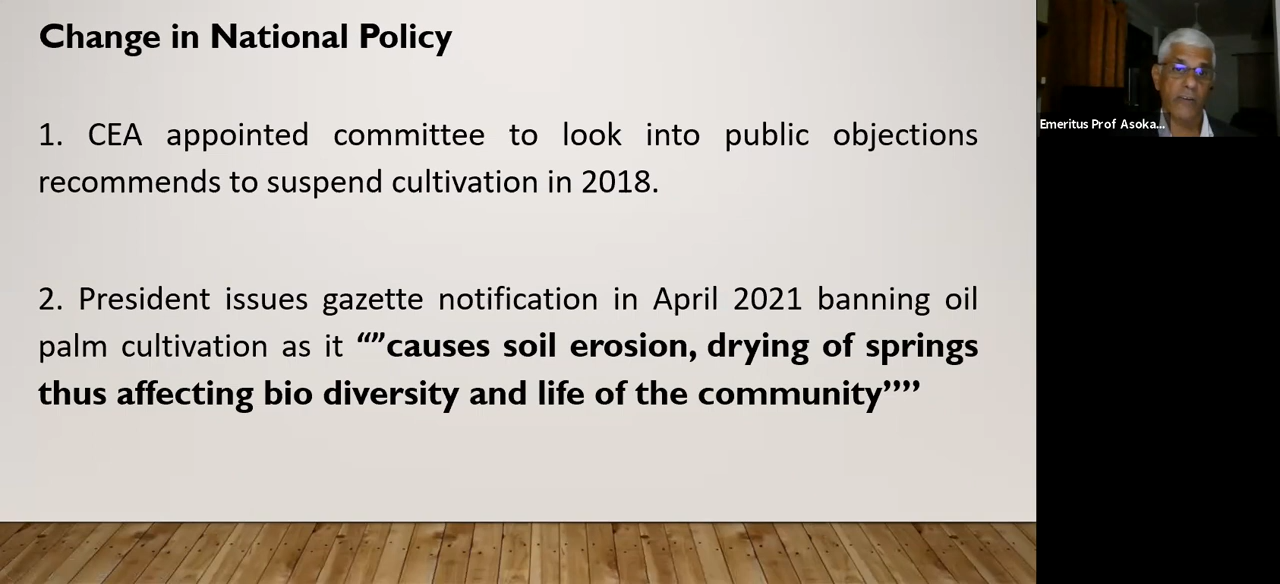 Change in National Policy
1. CEA appointed committee to look into public objections
recommends to suspend cultivation in 2018.
2. President issues gazette notification in April 2021 banning oil
palm cultivation as it “”causes soil erosion, drying of springs
thus affecting bio diversity and life of the community””
Emeritus Prof Asoka...